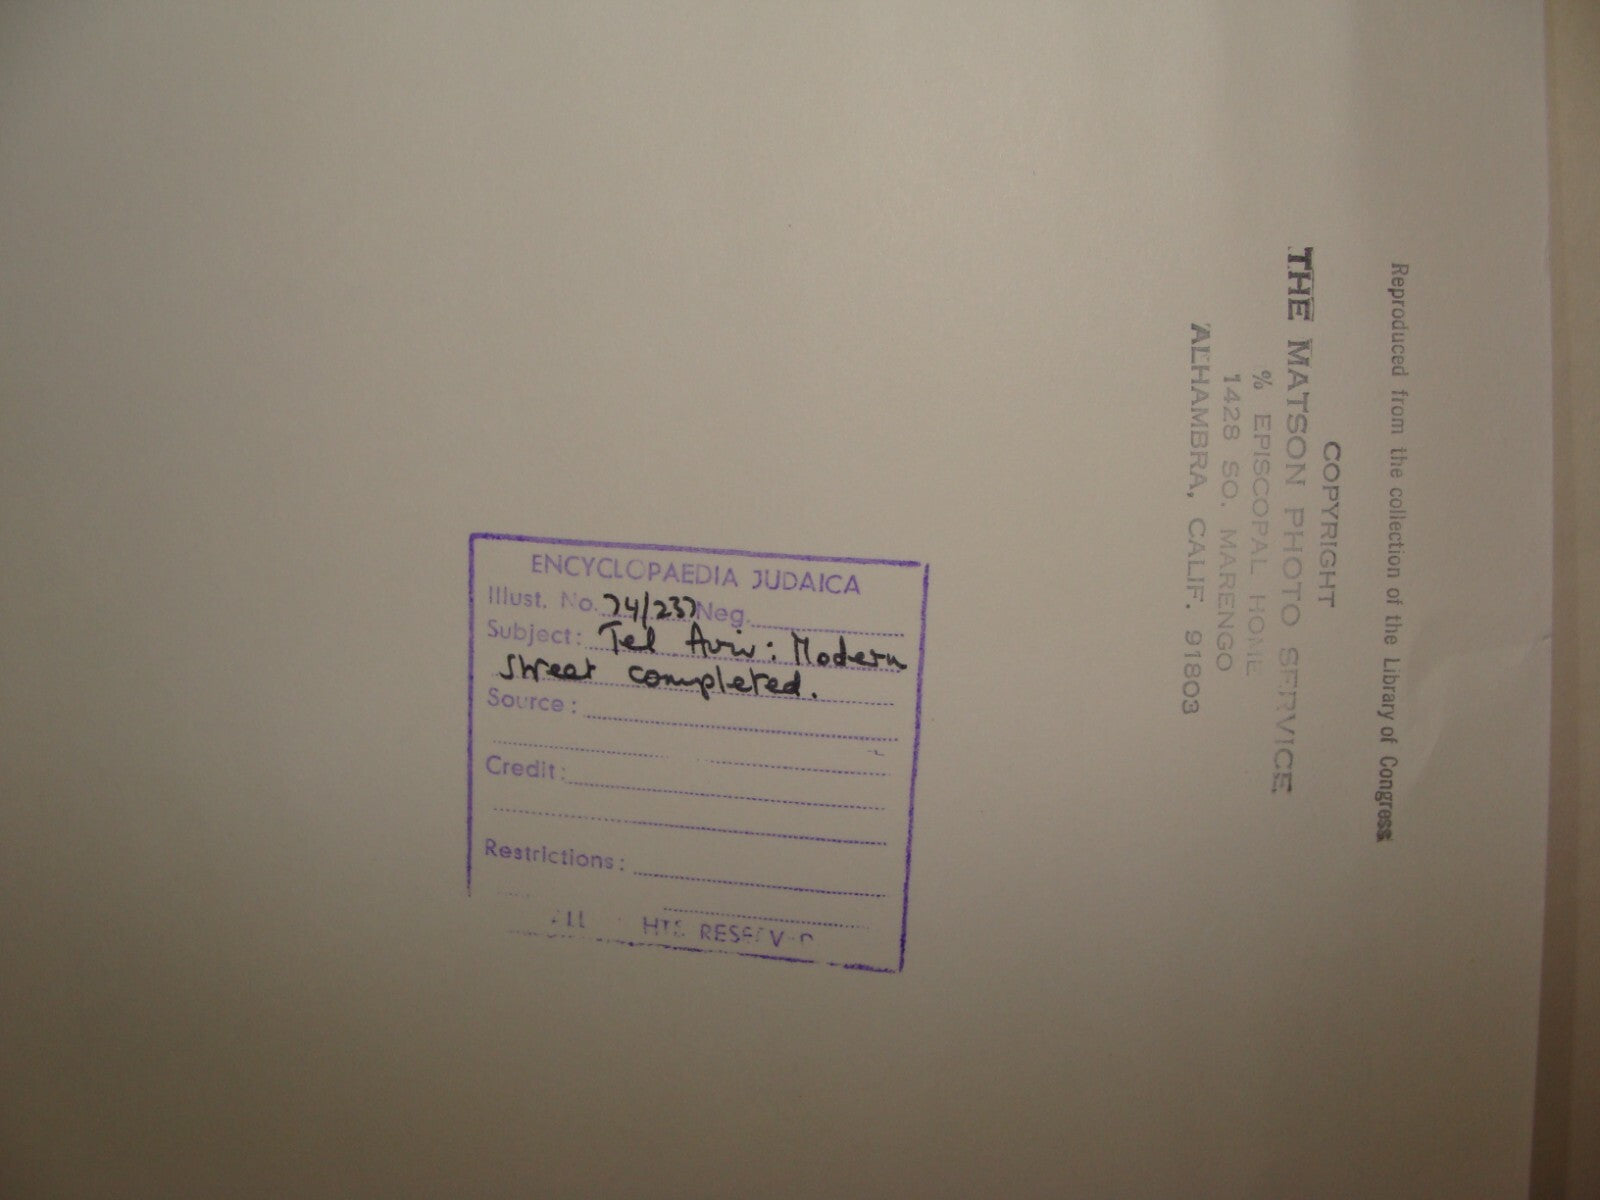 ENCYCLOPAEDIA JUDAICA
Illust. No. 74/237 Neg.
Subject: Tel Aviv: Modern
Street completed.
Source:
Credit:
Restrictions:
Reproduced from the collection of the Library of Congress
COPYRIGHT
THE MATSON PHOTO SERVICE
% EPISCOPAL HOME
1428 SO. MARENGO
ALHAMBRA, CALIF. 91803